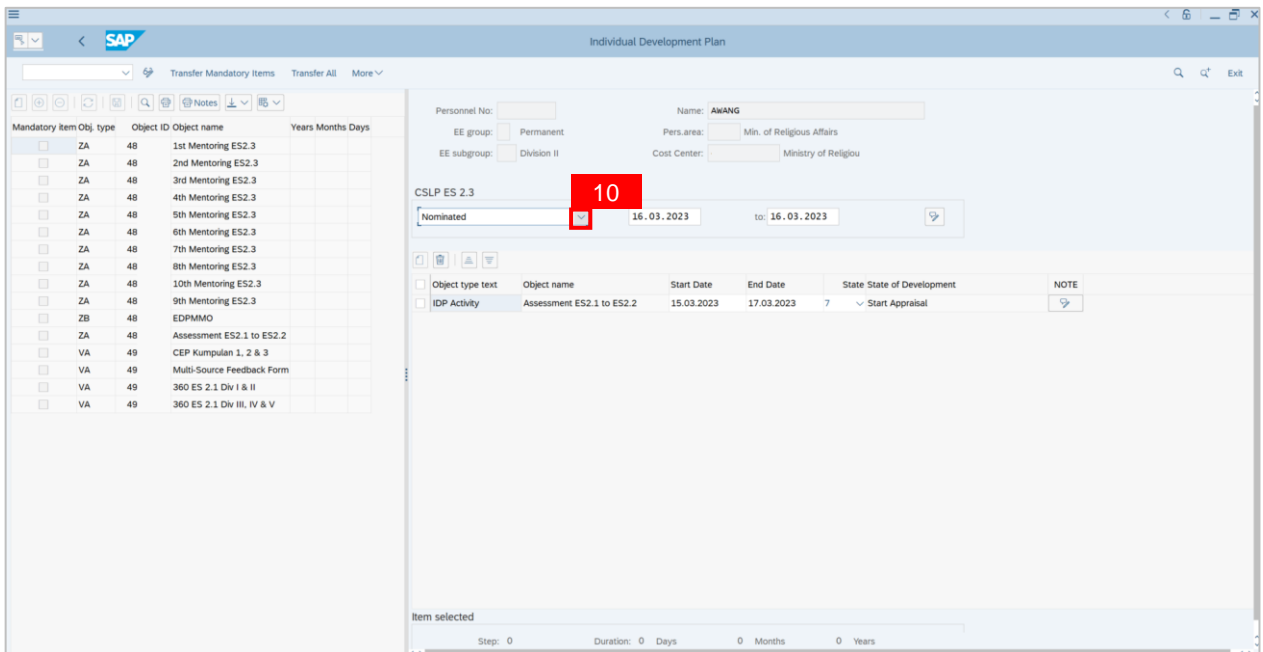 SAP
Individual Development Plan
Transfer Mandatory Items Transfer All More
Exit
Notes
Mandatory item Obj. type Object ID Object name Years Months Days
ZA 48 1st Mentoring ES2.3
ZA 48 2nd Mentoring ES2.3
ZA 48 3rd Mentoring ES2.3
ZA 48 4th Mentoring ES2.3
ZA 48 5th Mentoring ES2.3
ZA 48 6th Mentoring ES2.3
ZA 48 7th Mentoring ES2.3
ZA 48 8th Mentoring ES2.3
ZA 48 10th Mentoring ES2.3
ZA 48 9th Mentoring ES2.3
ZB 48 EDPMMO
ZA 48 Assessment ES2.1 to ES2.2
VA 49 CEP Kumpulan 1, 2 & 3
VA 49 Multi-Source Feedback Form
VA 49 360 ES 2.1 Div I & II
VA 49 360 ES 2.1 Div III, IV & V
Personnel No: Name: AWANG
EE group: Permanent Pers.area: Min. of Religious Affairs
EE subgroup: Division II Cost Center: Ministry of Religiou
CSLP ES 2.3
10
Nominated 16.03.2023 to: 16.03.2023
Object type text Object name Start Date End Date State State of Development NOTE
IDP Activity Assessment ES2.1 to ES2.2 15.03.2023 17.03.2023 7 Start Appraisal
Item selected
Step: 0 Duration: 0 Days 0 Months 0 Years